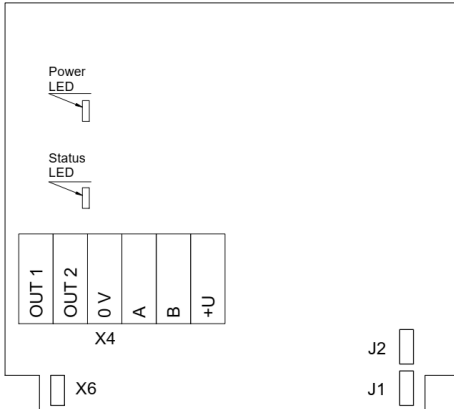 Power
LED
Status
LED
OUT 1
OUT 2
0 V
A
B
+U
X4
J2
X6
J1